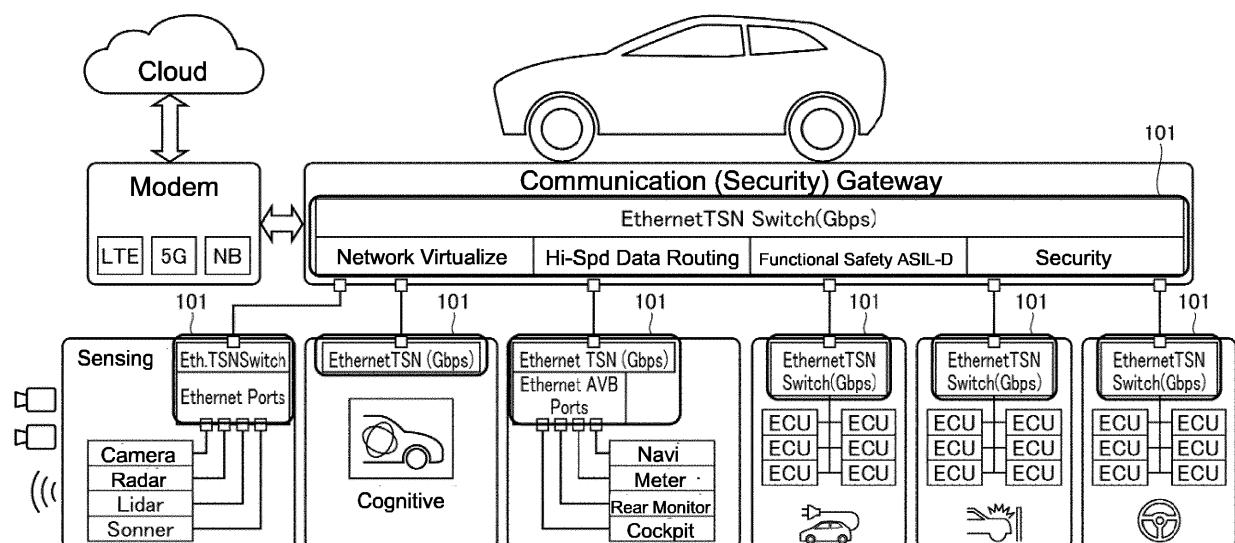 Cloud
101
Modem
Communication (Security) Gateway
EthernetTSN Switch(Gbps)
LTE
5G
NB
Network Virtualize
Hi-Spd Data Routing
Functional Safety ASIL-D
Security
101
101
101
101
101
101
Sensing
Eth.TSNSwitch
Ethernet Ports
Camera
Radar
Lidar
Sonner
EthernetTSN (Gbps)
Cognitive
Ethernet TSN (Gbps)
Ethernet AVB
Ports
Navi
Meter
Rear Monitor
Cockpit
EthernetTSN
Switch(Gbps)
ECU
ECU
ECU
ECU
ECU
ECU
EthernetTSN
Switch(Gbps)
ECU
ECU
ECU
ECU
ECU
ECU
EthernetTSN
Switch(Gbps)
ECU
ECU
ECU
ECU
ECU
ECU